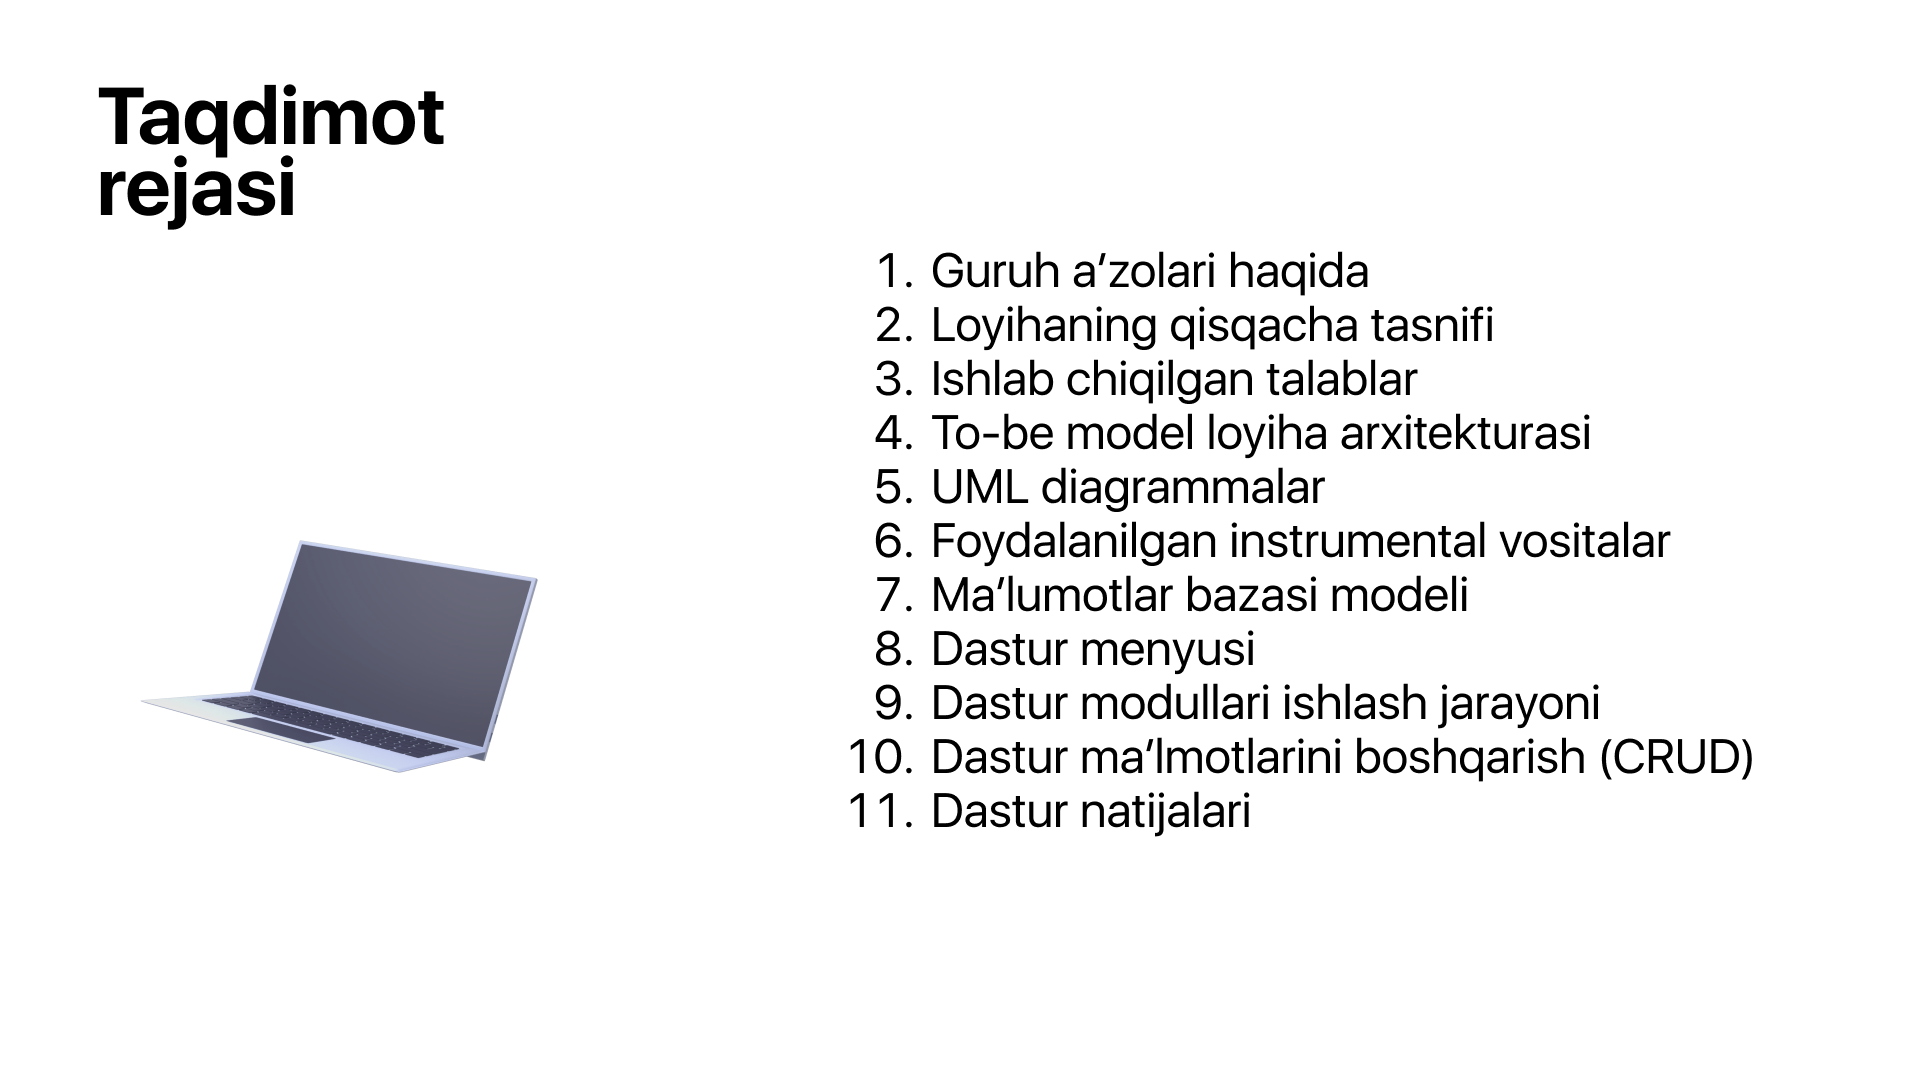 Taqdimot
rejasi
1. Guruh a’zolari haqida
2. Loyihaning qisqacha tasnifi
3. Ishlab chiqilgan talablar
4. To-be model loyiha arxitekturasi
5. UML diagrammalar
6. Foydalanilgan instrumental vositalar
7. Ma’lumotlar bazasi modeli
8. Dastur menyusi
9. Dastur modullari ishlash jarayoni
10. Dastur ma’lmotlarini boshqarish (CRUD)
11. Dastur natijalari